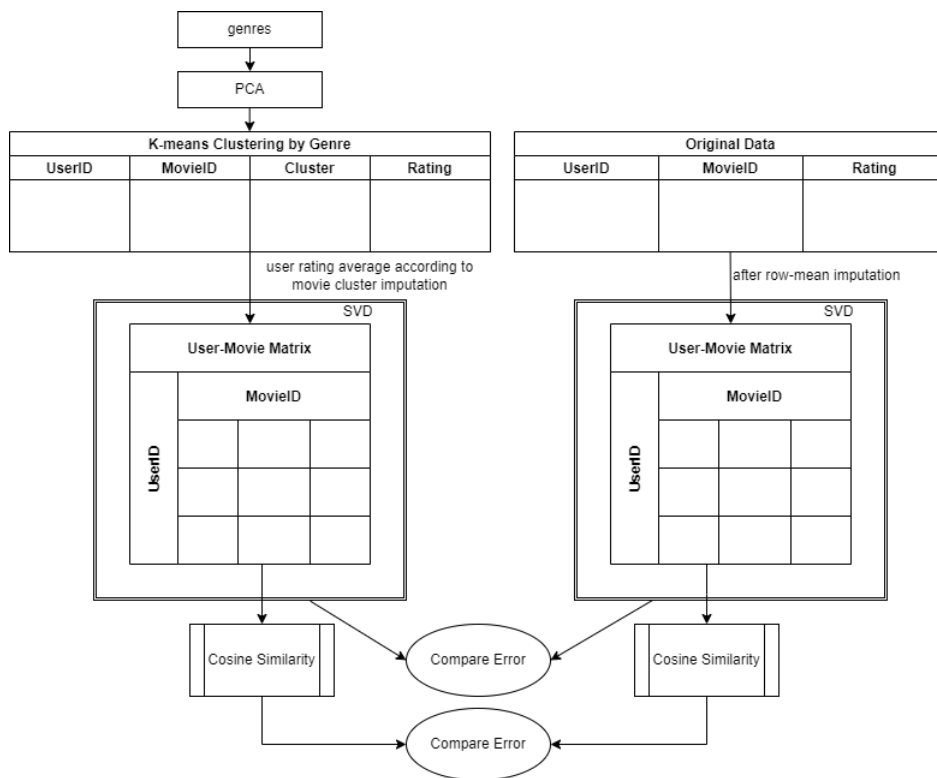 genres
PCA
K-means Clustering by Genre
UserID MovieID Cluster Rating
Original Data
UserID MovieID Rating
user rating average according to
movie cluster imputation
after row-mean imputation
SVD
User-Movie Matrix
MovieID
UserID
SVD
User-Movie Matrix
MovieID
UserID
Cosine Similarity
Compare Error
Cosine Similarity
Compare Error